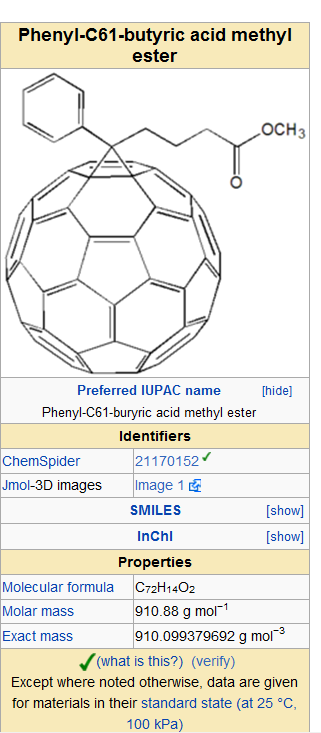 Phenyl-C61-butyric acid methyl
ester
OCH3
O
Preferred IUPAC name [hide]
Phenyl-C61-buryric acid methyl ester
Identifiers
ChemSpider 21170152 ✓
Jmol-3D images Image 1
SMILES [show]
InChI [show]
Properties
Molecular formula C72H14O2
Molar mass 910.88 g mol−1
Exact mass 910.099379692 g mol−3
✓(what is this?) (verify)
Except where noted otherwise, data are given
for materials in their standard state (at 25 °C,
100 kPa)